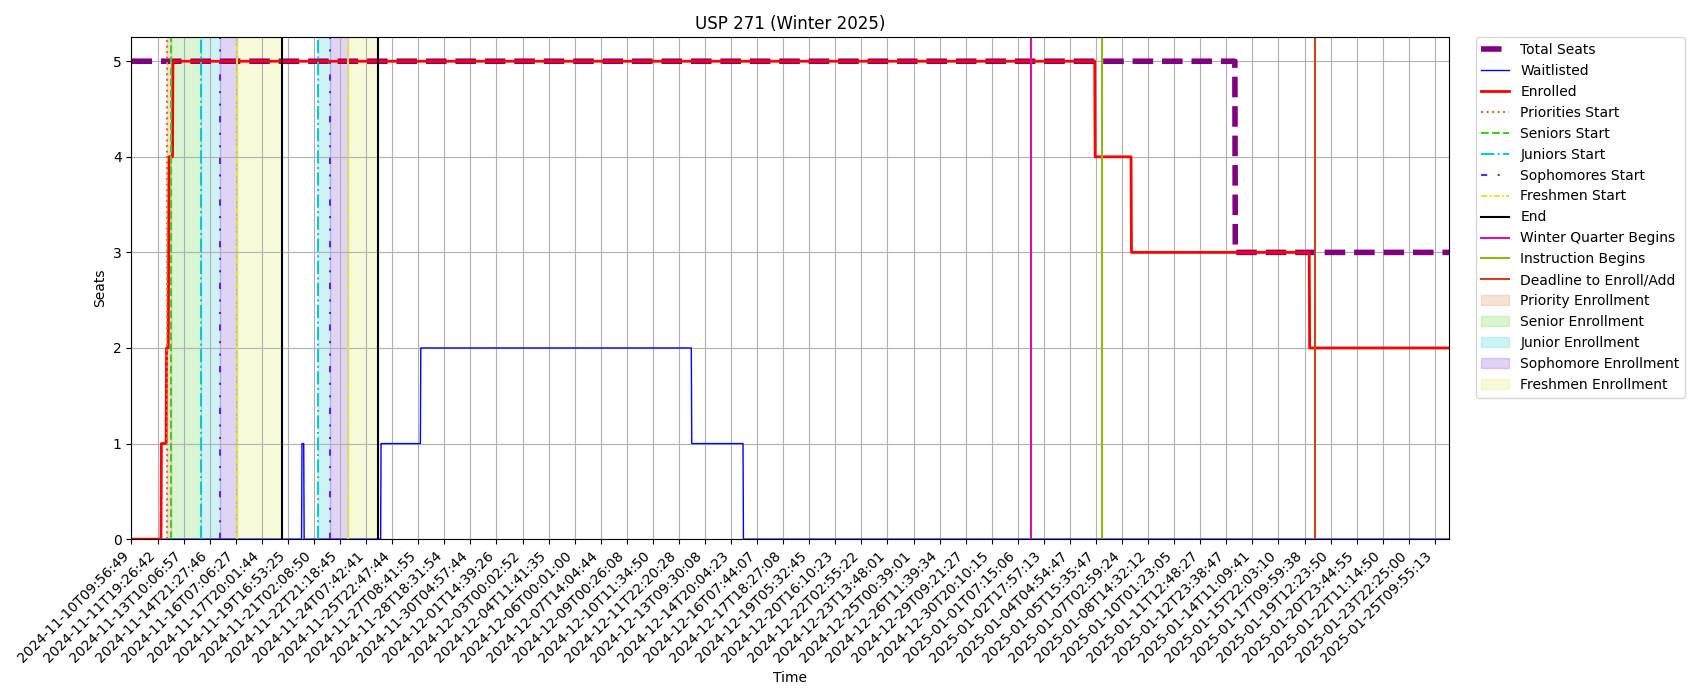 USP 271 (Winter 2025)
Seats
5
4
3
2
1
0
2024-11-10T09:56:49
2024-11-11T19:26:42
2024-11-13T10:06:57
2024-11-14T21:27:46
2024-11-16T07:06:27
2024-11-17T20:01:44
2024-11-19T16:53:25
2024-11-21T02:08:50
2024-11-22T21:18:45
2024-11-24T07:42:41
2024-11-25T22:47:44
2024-11-27T08:41:55
2024-11-28T18:31:54
2024-11-30T04:57:44
2024-12-01T14:39:26
2024-12-03T00:02:52
2024-12-04T11:41:35
2024-12-06T00:01:00
2024-12-07T14:04:44
2024-12-09T00:26:08
2024-12-10T11:34:50
2024-12-11T22:20:28
2024-12-13T09:30:08
2024-12-14T20:04:23
2024-12-16T07:44:07
2024-12-17T18:27:08
2024-12-19T05:32:45
2024-12-20T16:10:23
2024-12-22T02:55:22
2024-12-23T13:48:01
2024-12-25T00:39:01
2024-12-26T11:39:34
2024-12-29T09:21:27
2024-12-30T20:10:15
2025-01-01T07:15:06
2025-01-02T17:57:13
2025-01-04T04:54:47
2025-01-05T15:35:47
2025-01-07T02:59:24
2025-01-08T14:32:12
2025-01-10T01:23:05
2025-01-11T12:48:27
2025-01-12T23:38:47
2025-01-14T11:09:41
2025-01-15T22:03:10
2025-01-17T09:59:38
2025-01-19T12:23:50
2025-01-20T23:44:55
2025-01-22T11:14:50
2025-01-23T22:25:00
2025-01-25T09:55:13
Time
Total Seats
Waitlisted
Enrolled
Priorities Start
Seniors Start
Juniors Start
Sophomores Start
Freshmen Start
End
Winter Quarter Begins
Instruction Begins
Deadline to Enroll/Add
Priority Enrollment
Senior Enrollment
Junior Enrollment
Sophomore Enrollment
Freshmen Enrollment